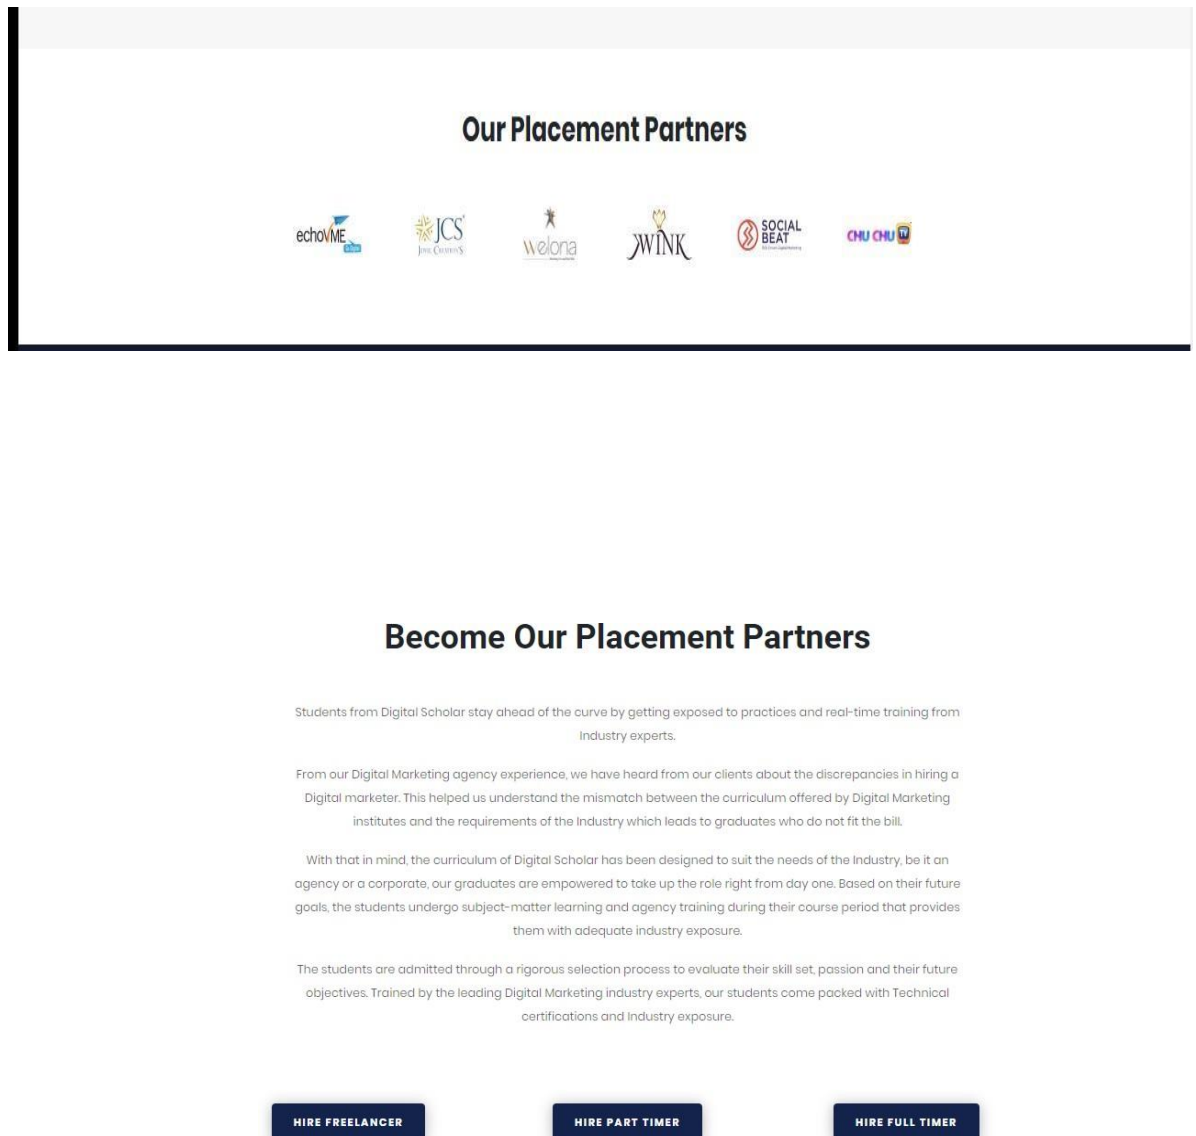 Our Placement Partners
echoVME
JCS
welona
WINK
SOCIAL
BEAT
CHU CHU TV
Become Our Placement Partners
Students from Digital Scholar stay ahead of the curve by getting exposed to practices and real-time training from
Industry experts.
From our Digital Marketing agency experience, we have heard from our clients about the discrepancies in hiring a
Digital marketer. This helped us understand the mismatch between the curriculum offered by Digital Marketing
institutes and the requirements of the Industry which leads to graduates who do not fit the bill.
With that in mind, the curriculum of Digital Scholar has been designed to suit the needs of the Industry, be it an
agency or a corporate, our graduates are empowered to take up the role right from day one. Based on their future
goals, the students undergo subject-matter learning and agency training during their course period that provides
them with adequate industry exposure.
The students are admitted through a rigorous selection process to evaluate their skill set, passion and their future
objectives. Trained by the leading Digital Marketing industry experts, our students come packed with Technical
certifications and Industry exposure.
HIRE FREELANCER
HIRE PART TIMER
HIRE FULL TIMER